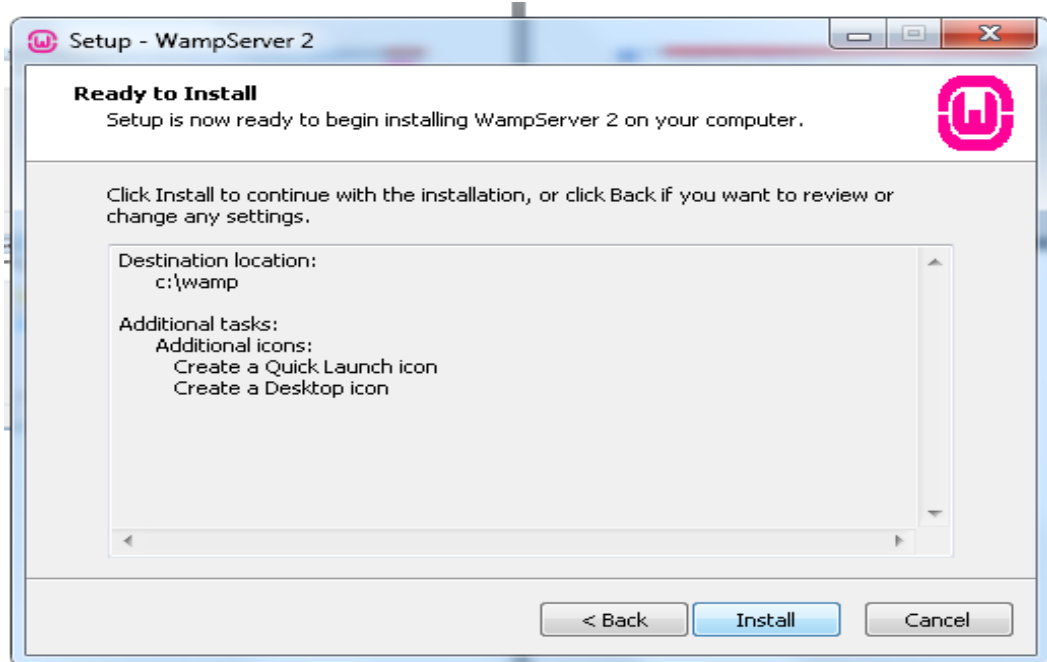 Setup - WampServer 2
Ready to Install
Setup is now ready to begin installing WampServer 2 on your computer.
Click Install to continue with the installation, or click Back if you want to review or
change any settings.
Destination location:
c:\wamp
Additional tasks:
Additional icons:
Create a Quick Launch icon
Create a Desktop icon
< Back Install Cancel